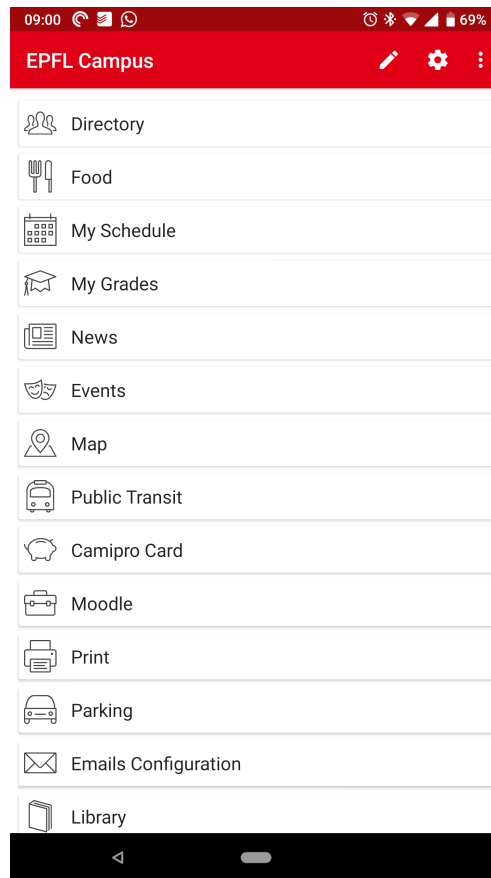 09:00 69%
EPFL Campus
Directory
Food
My Schedule
My Grades
News
Events
Map
Public Transit
Camipro Card
Moodle
Print
Parking
Emails Configuration
Library